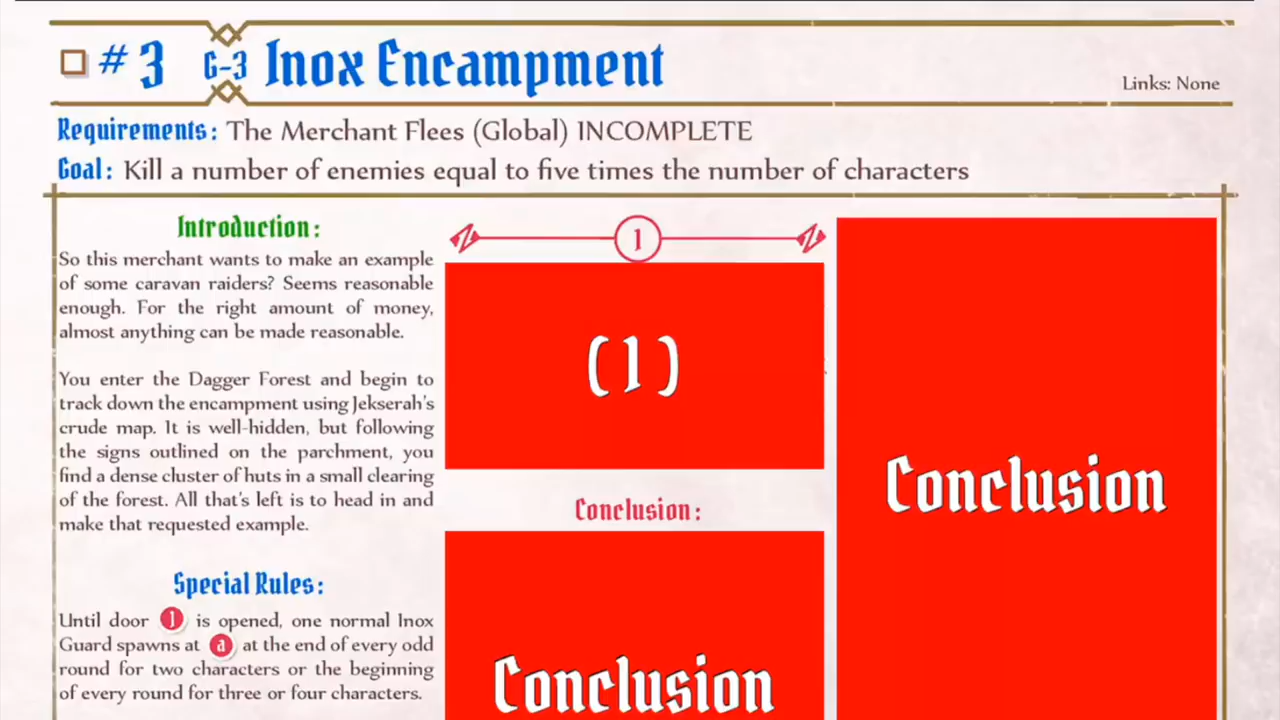 #3 G-3 Inox Encampment
Links: None
Requirements: The Merchant Flees (Global) INCOMPLETE
Goal: Kill a number of enemies equal to five times the number of characters
Introduction:
So this merchant wants to make an example
of some caravan raiders? Seems reasonable
enough. For the right amount of money,
almost anything can be made reasonable.
You enter the Dagger Forest and begin to
track down the encampment using Jekserah's
crude map. It is well-hidden, but following
the signs outlined on the parchment, you
find a dense cluster of huts in a small clearing
of the forest. All that's left is to head in and
make that requested example.
Special Rules:
Until door 1 is opened, one normal Inox
Guard spawns at a at the end of every odd
round for two characters or the beginning
of every round for three or four characters.
1
(1)
Conclusion:
Conclusion
Conclusion